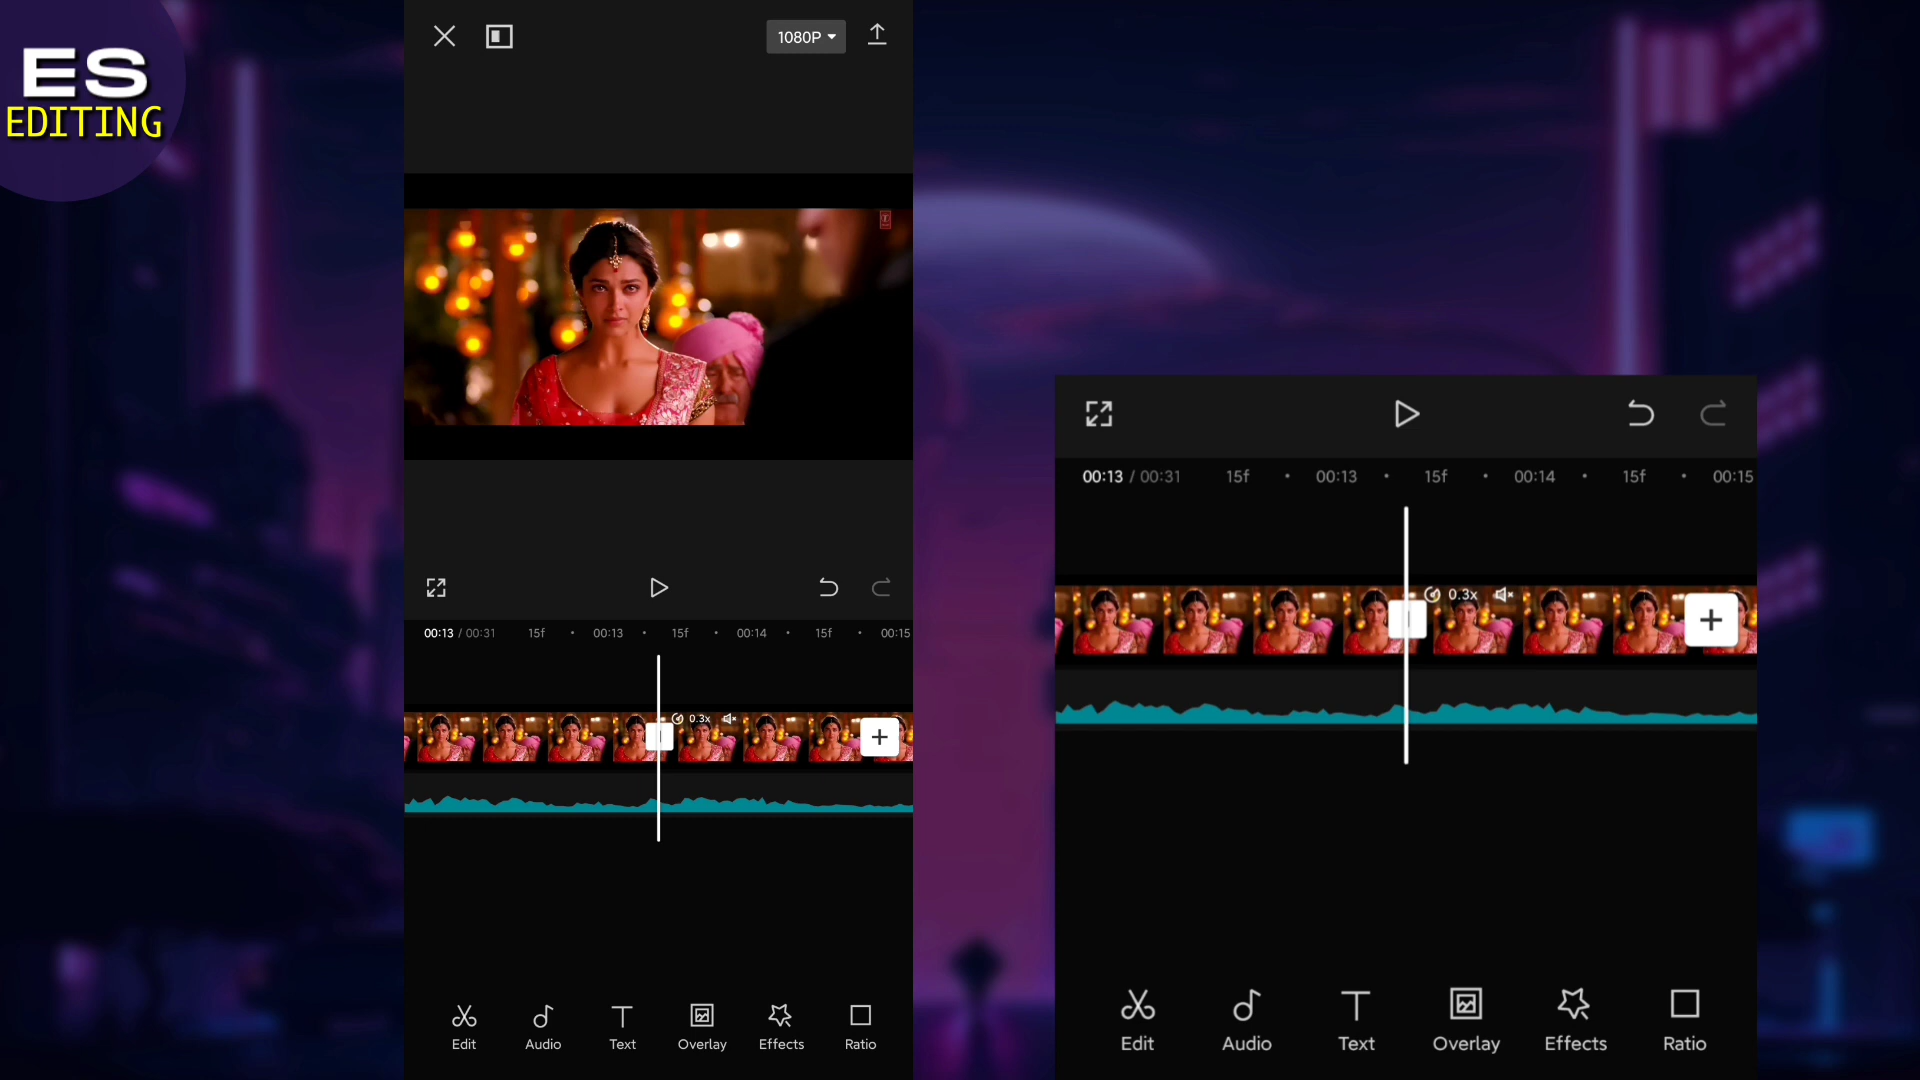 ES
EDITING
1080P
T
00:13 / 00:31 15f 00:13 15f 00:14 15f 00:15
0.3x
Edit Audio Text Overlay Effects Ratio
00:13 / 00:31 15f 00:13 15f 00:14 15f 00:15
0.3x
Edit Audio Text Overlay Effects Ratio